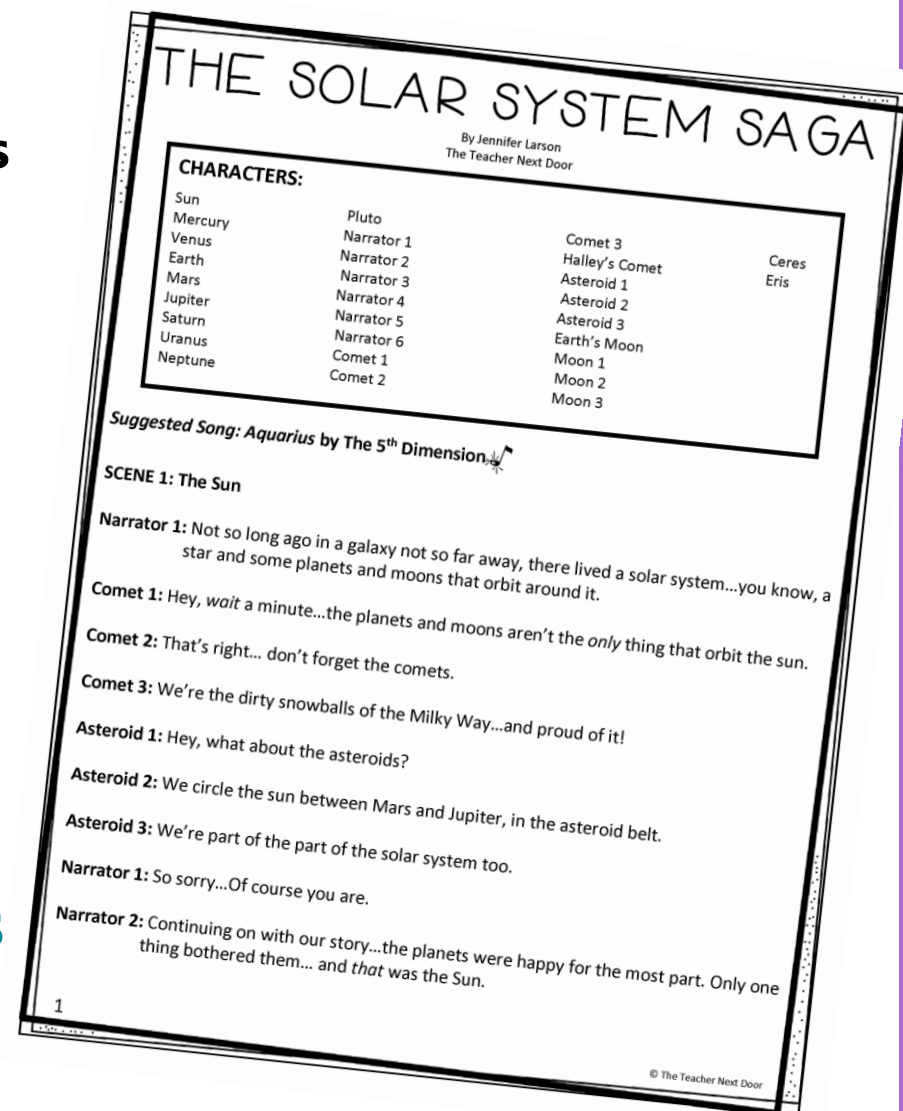 THE SOLAR SYSTEM SAGA
By Jennifer Larson
The Teacher Next Door
CHARACTERS:
Sun
Mercury
Venus
Earth
Mars
Jupiter
Saturn
Uranus
Neptune
Pluto
Narrator 1
Narrator 2
Narrator 3
Narrator 4
Narrator 5
Narrator 6
Comet 1
Comet 2
Comet 3
Halley's Comet
Asteroid 1
Asteroid 2
Asteroid 3
Earth's Moon
Moon 1
Moon 2
Moon 3
Ceres
Eris
Suggested Song: Aquarius by The 5th Dimension
SCENE 1: The Sun
Narrator 1: Not so long ago in a galaxy not so far away, there lived a solar system...you know, a
star and some planets and moons that orbit around it.
Comet 1: Hey, wait a minute...the planets and moons aren't the only thing that orbit the sun.
Comet 2: That's right... don't forget the comets.
Comet 3: We're the dirty snowballs of the Milky Way...and proud of it!
Asteroid 1: Hey, what about the asteroids?
Asteroid 2: We circle the sun between Mars and Jupiter, in the asteroid belt.
Asteroid 3: We're part of the part of the solar system too.
Narrator 1: So sorry...Of course you are.
Narrator 2: Continuing on with our story...the planets were happy for the most part. Only one
thing bothered them... and that was the Sun.
1
© The Teacher Next Door